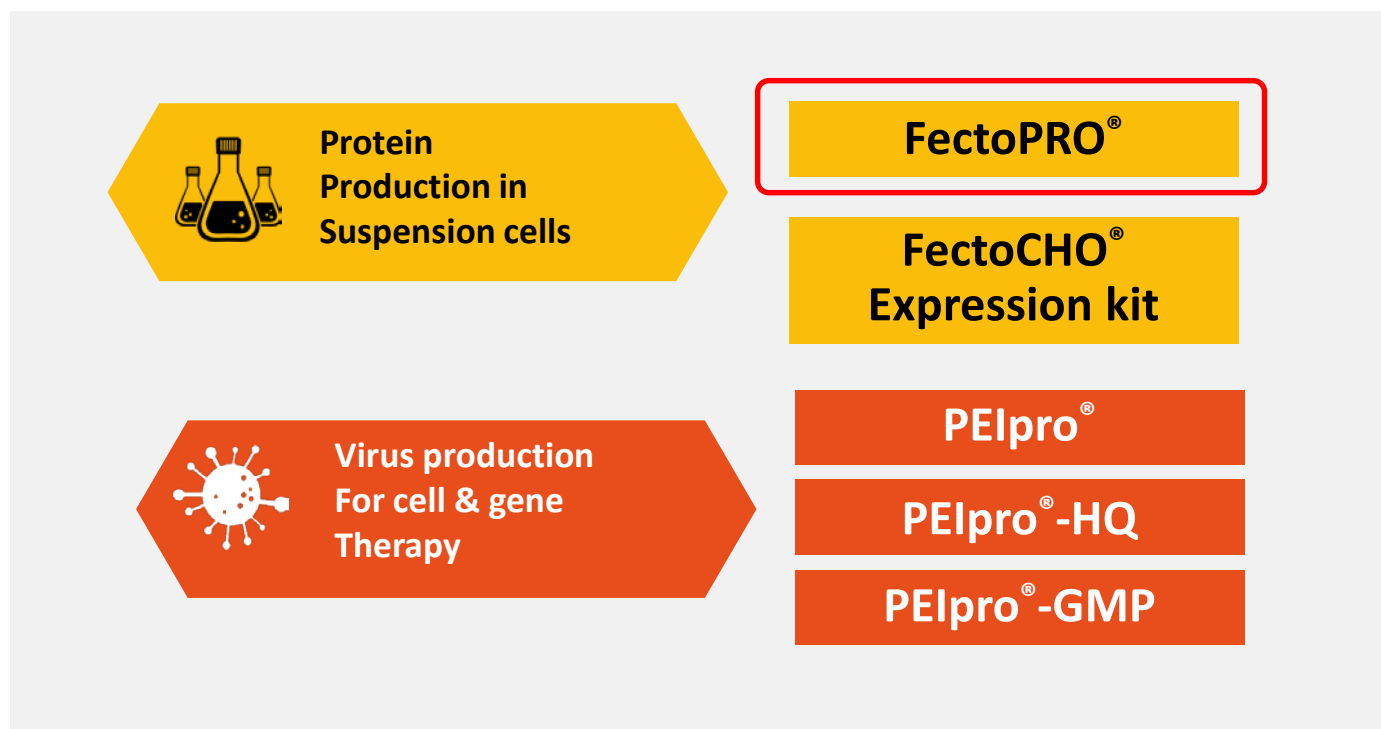 Protein
Production in
Suspension cells
FectoPRO®
FectoCHO®
Expression kit
Virus production
For cell & gene
Therapy
PEIpro®
PEIpro®-HQ
PEIpro®-GMP